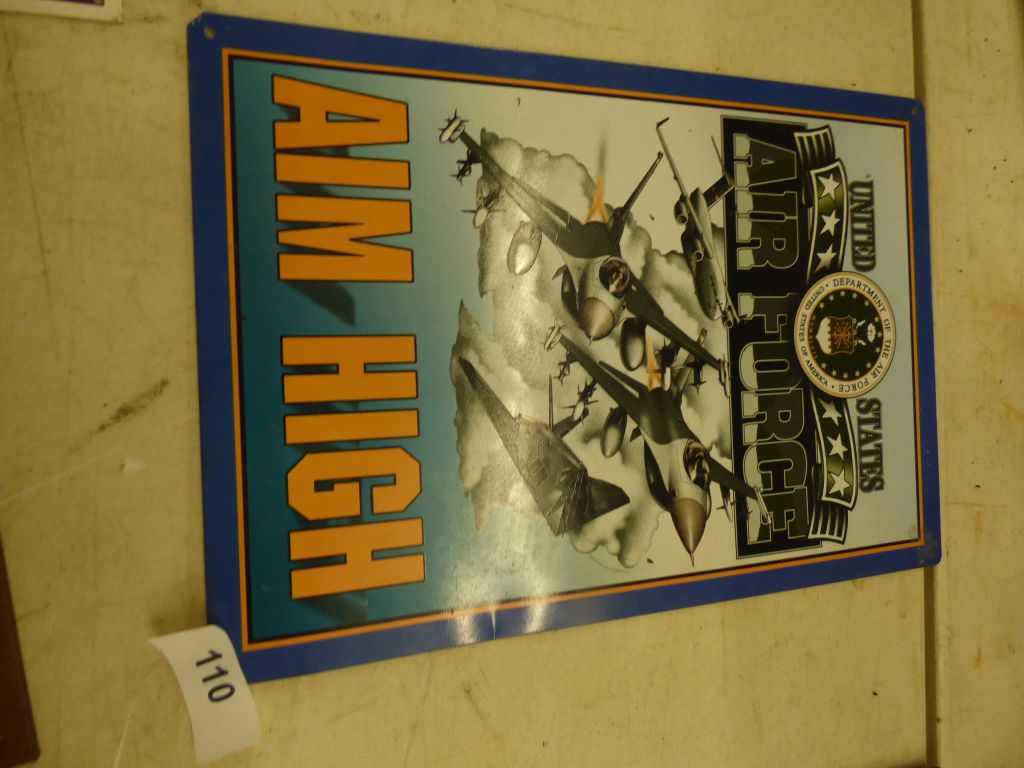 UNITED STATES
AIR FORCE
DEPARTMENT OF THE AIR FORCE
UNITED STATES OF AMERICA
AIM HIGH
110